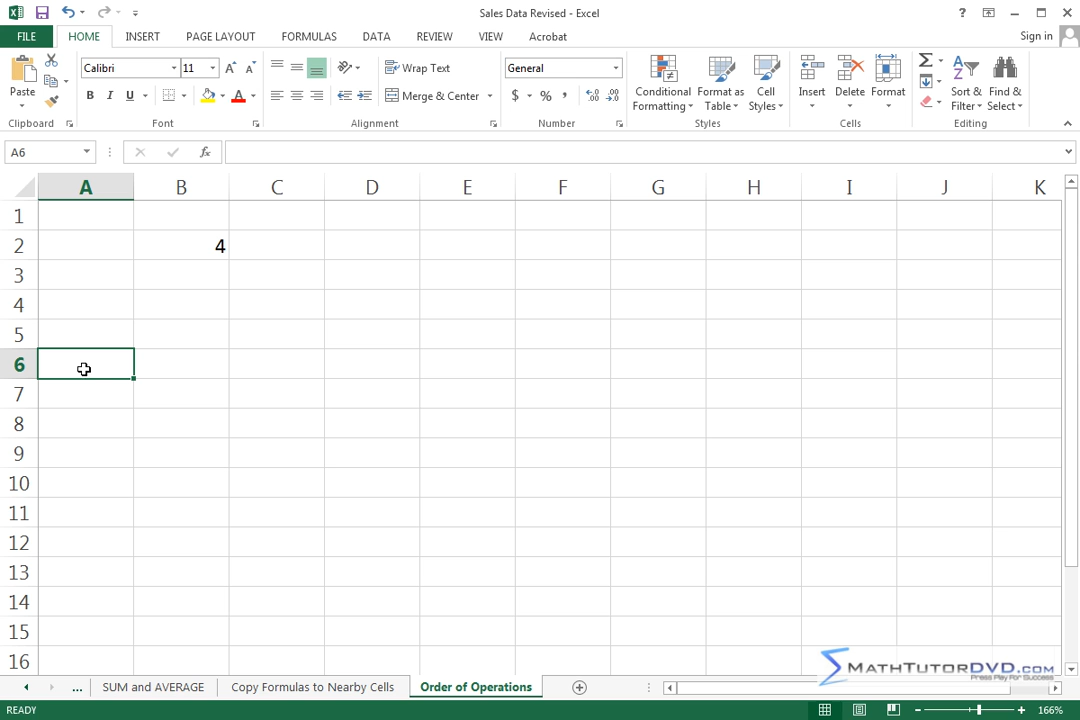 Sales Data Revised - Excel
?
Sign in
FILE HOME INSERT PAGE LAYOUT FORMULAS DATA REVIEW VIEW Acrobat
Paste
Calibri 11
B I U A
Wrap Text
Merge & Center
General
$ % ,
Conditional Formatting
Format as Table
Cell Styles
Insert Delete Format
Sort & Filter
Find & Select
Clipboard Font Alignment Number Styles Cells Editing
A6 fx
A B C D E F G H I J K
1
2 4
3
4
5
6
7
8
9
10
11
12
13
14
15
16
MathTutorDVD.com
Press Play For Success
... SUM and AVERAGE Copy Formulas to Nearby Cells Order of Operations
READY 166%